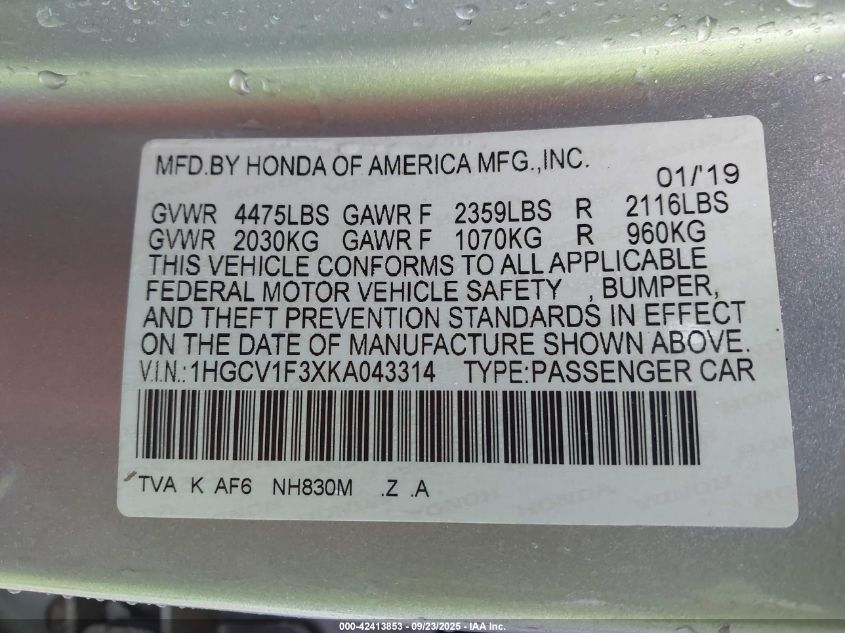 MFD.BY HONDA OF AMERICA MFG.,INC.
01/'19
GVWR 4475LBS GAWR F 2359LBS R 2116LBS
GVWR 2030KG GAWR F 1070KG R 960KG
THIS VEHICLE CONFORMS TO ALL APPLICABLE
FEDERAL MOTOR VEHICLE SAFETY , BUMPER,
AND THEFT PREVENTION STANDARDS IN EFFECT
ON THE DATE OF MANUFACTURE SHOWN ABOVE.
V.I.N.:1HGCV1F3XKA043314 TYPE:PASSENGER CAR
TVA K AF6 NH830M .Z .A
000-42413853 - 09/23/2025 - IAA Inc.